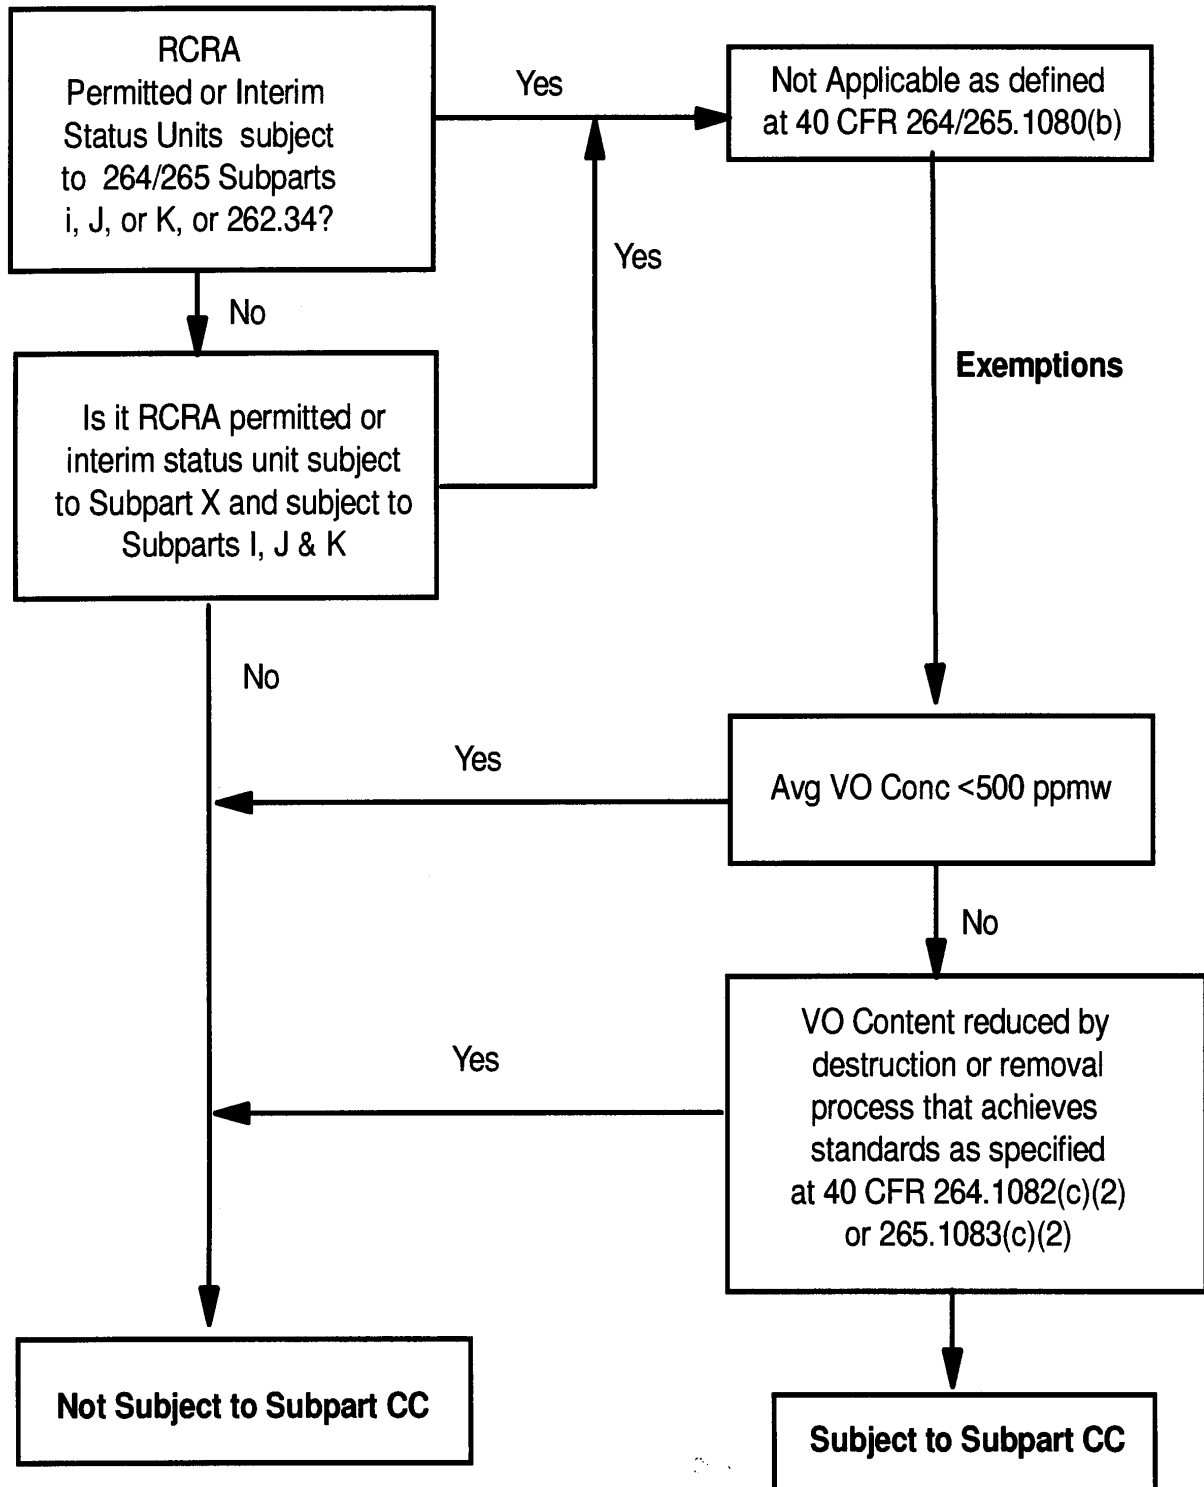 RCRA
Permitted or Interim
Status Units subject
to 264/265 Subparts
i, J, or K, or 262.34?
Yes
Not Applicable as defined
at 40 CFR 264/265.1080(b)
Yes
No
Exemptions
Is it RCRA permitted or
interim status unit subject
to Subpart X and subject to
Subparts I, J & K
No
Yes
Avg VO Conc <500 ppmw
No
VO Content reduced by
destruction or removal
process that achieves
standards as specified
at 40 CFR 264.1082(c)(2)
or 265.1083(c)(2)
Yes
Not Subject to Subpart CC
Subject to Subpart CC